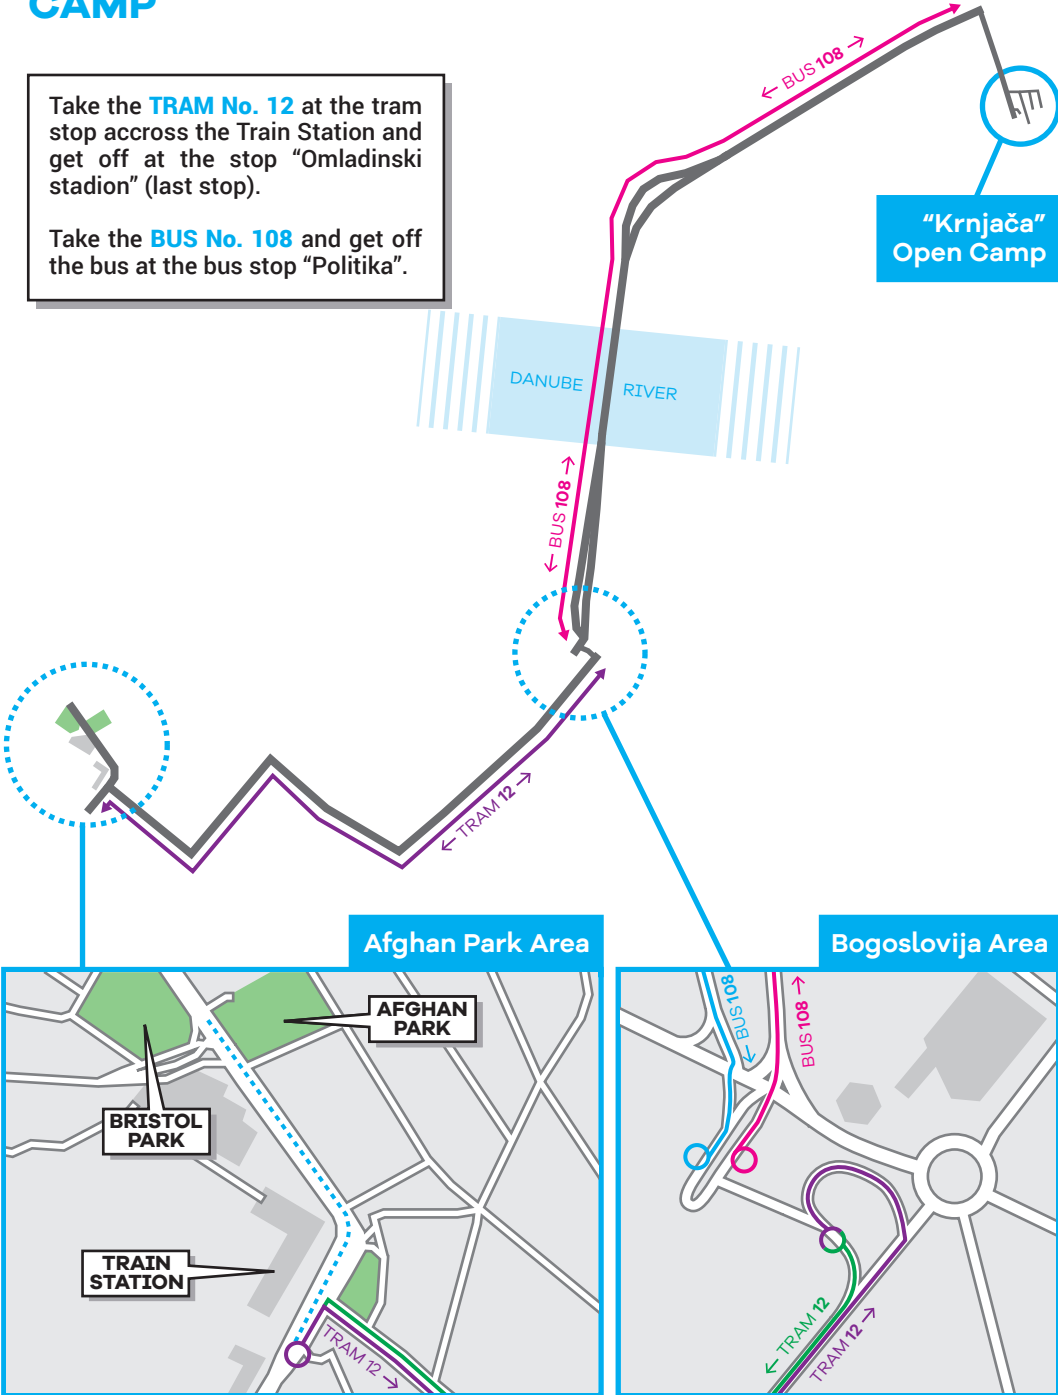 CAMP
Take the TRAM No. 12 at the tram
stop accross the Train Station and
get off at the stop “Omladinski
stadion” (last stop).
Take the BUS No. 108 and get off
the bus at the bus stop “Politika”.
← BUS 108 →
“Krnjača”
Open Camp
DANUBE RIVER
← BUS 108 →
← TRAM 12 →
Afghan Park Area
AFGHAN
PARK
BRISTOL
PARK
TRAIN
STATION
TRAM 12 →
Bogoslovija Area
← BUS 108
BUS 108 →
← TRAM 12
TRAM 12 →